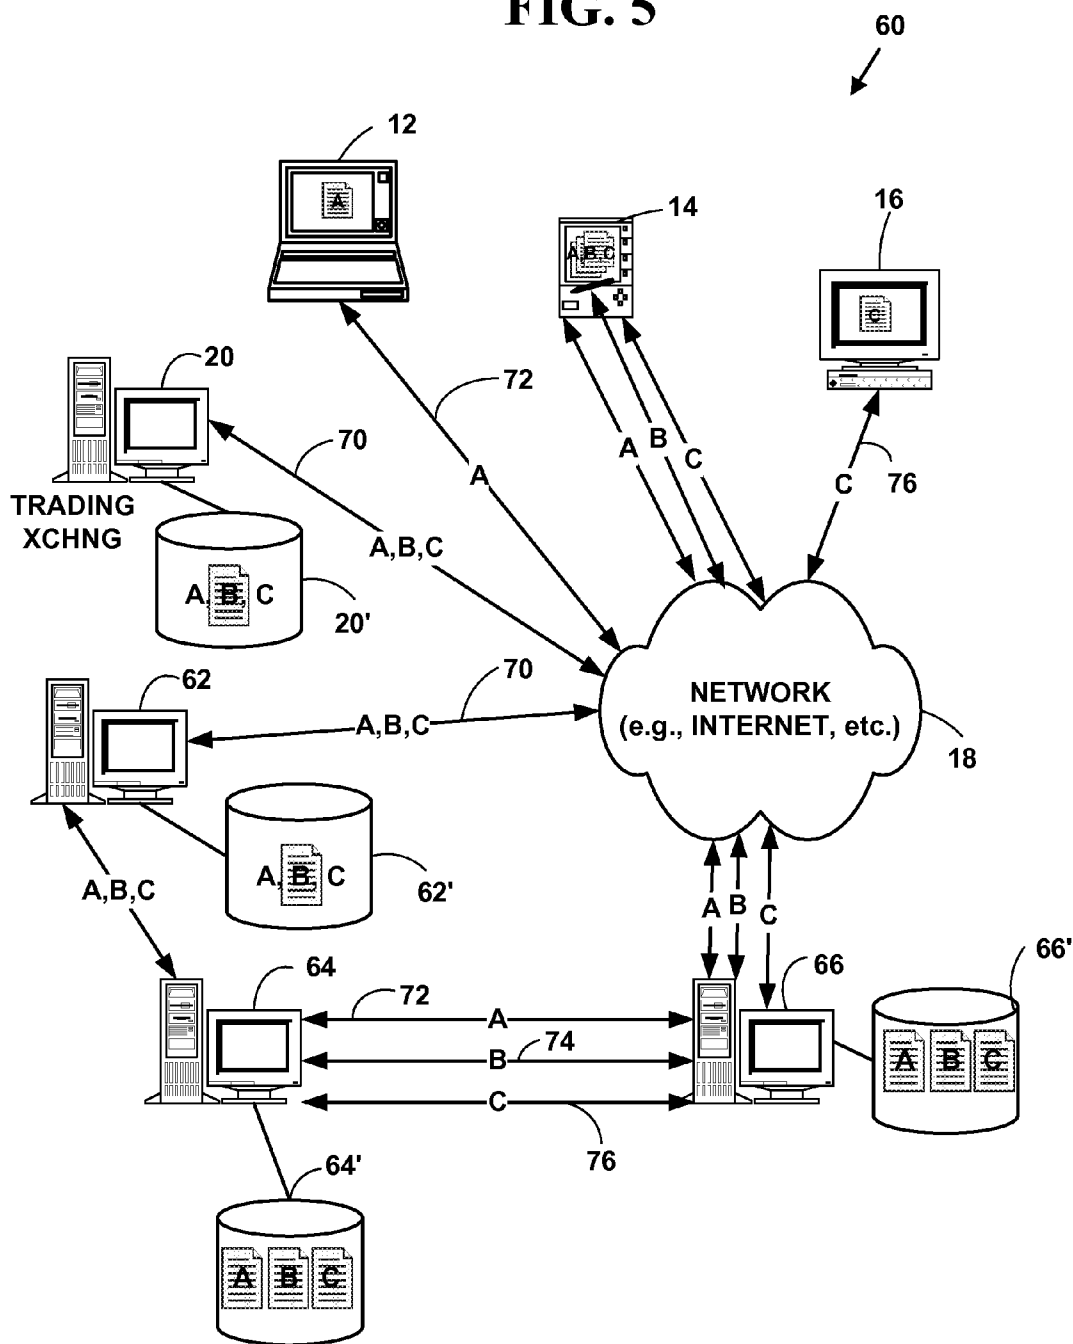 FIG. 5
60
12
A
14
A,B,C
16
C
20
72
70
A
B
C
C
76
A
TRADING
XCHNG
A,B,C
A, B, C
20'
62
70
A,B,C
NETWORK
(e.g., INTERNET, etc.)
18
A, B, C
62'
A,B,C
A
B
C
64
72
A
66
66'
74
B
A
B
C
C
76
64'
A
B
C